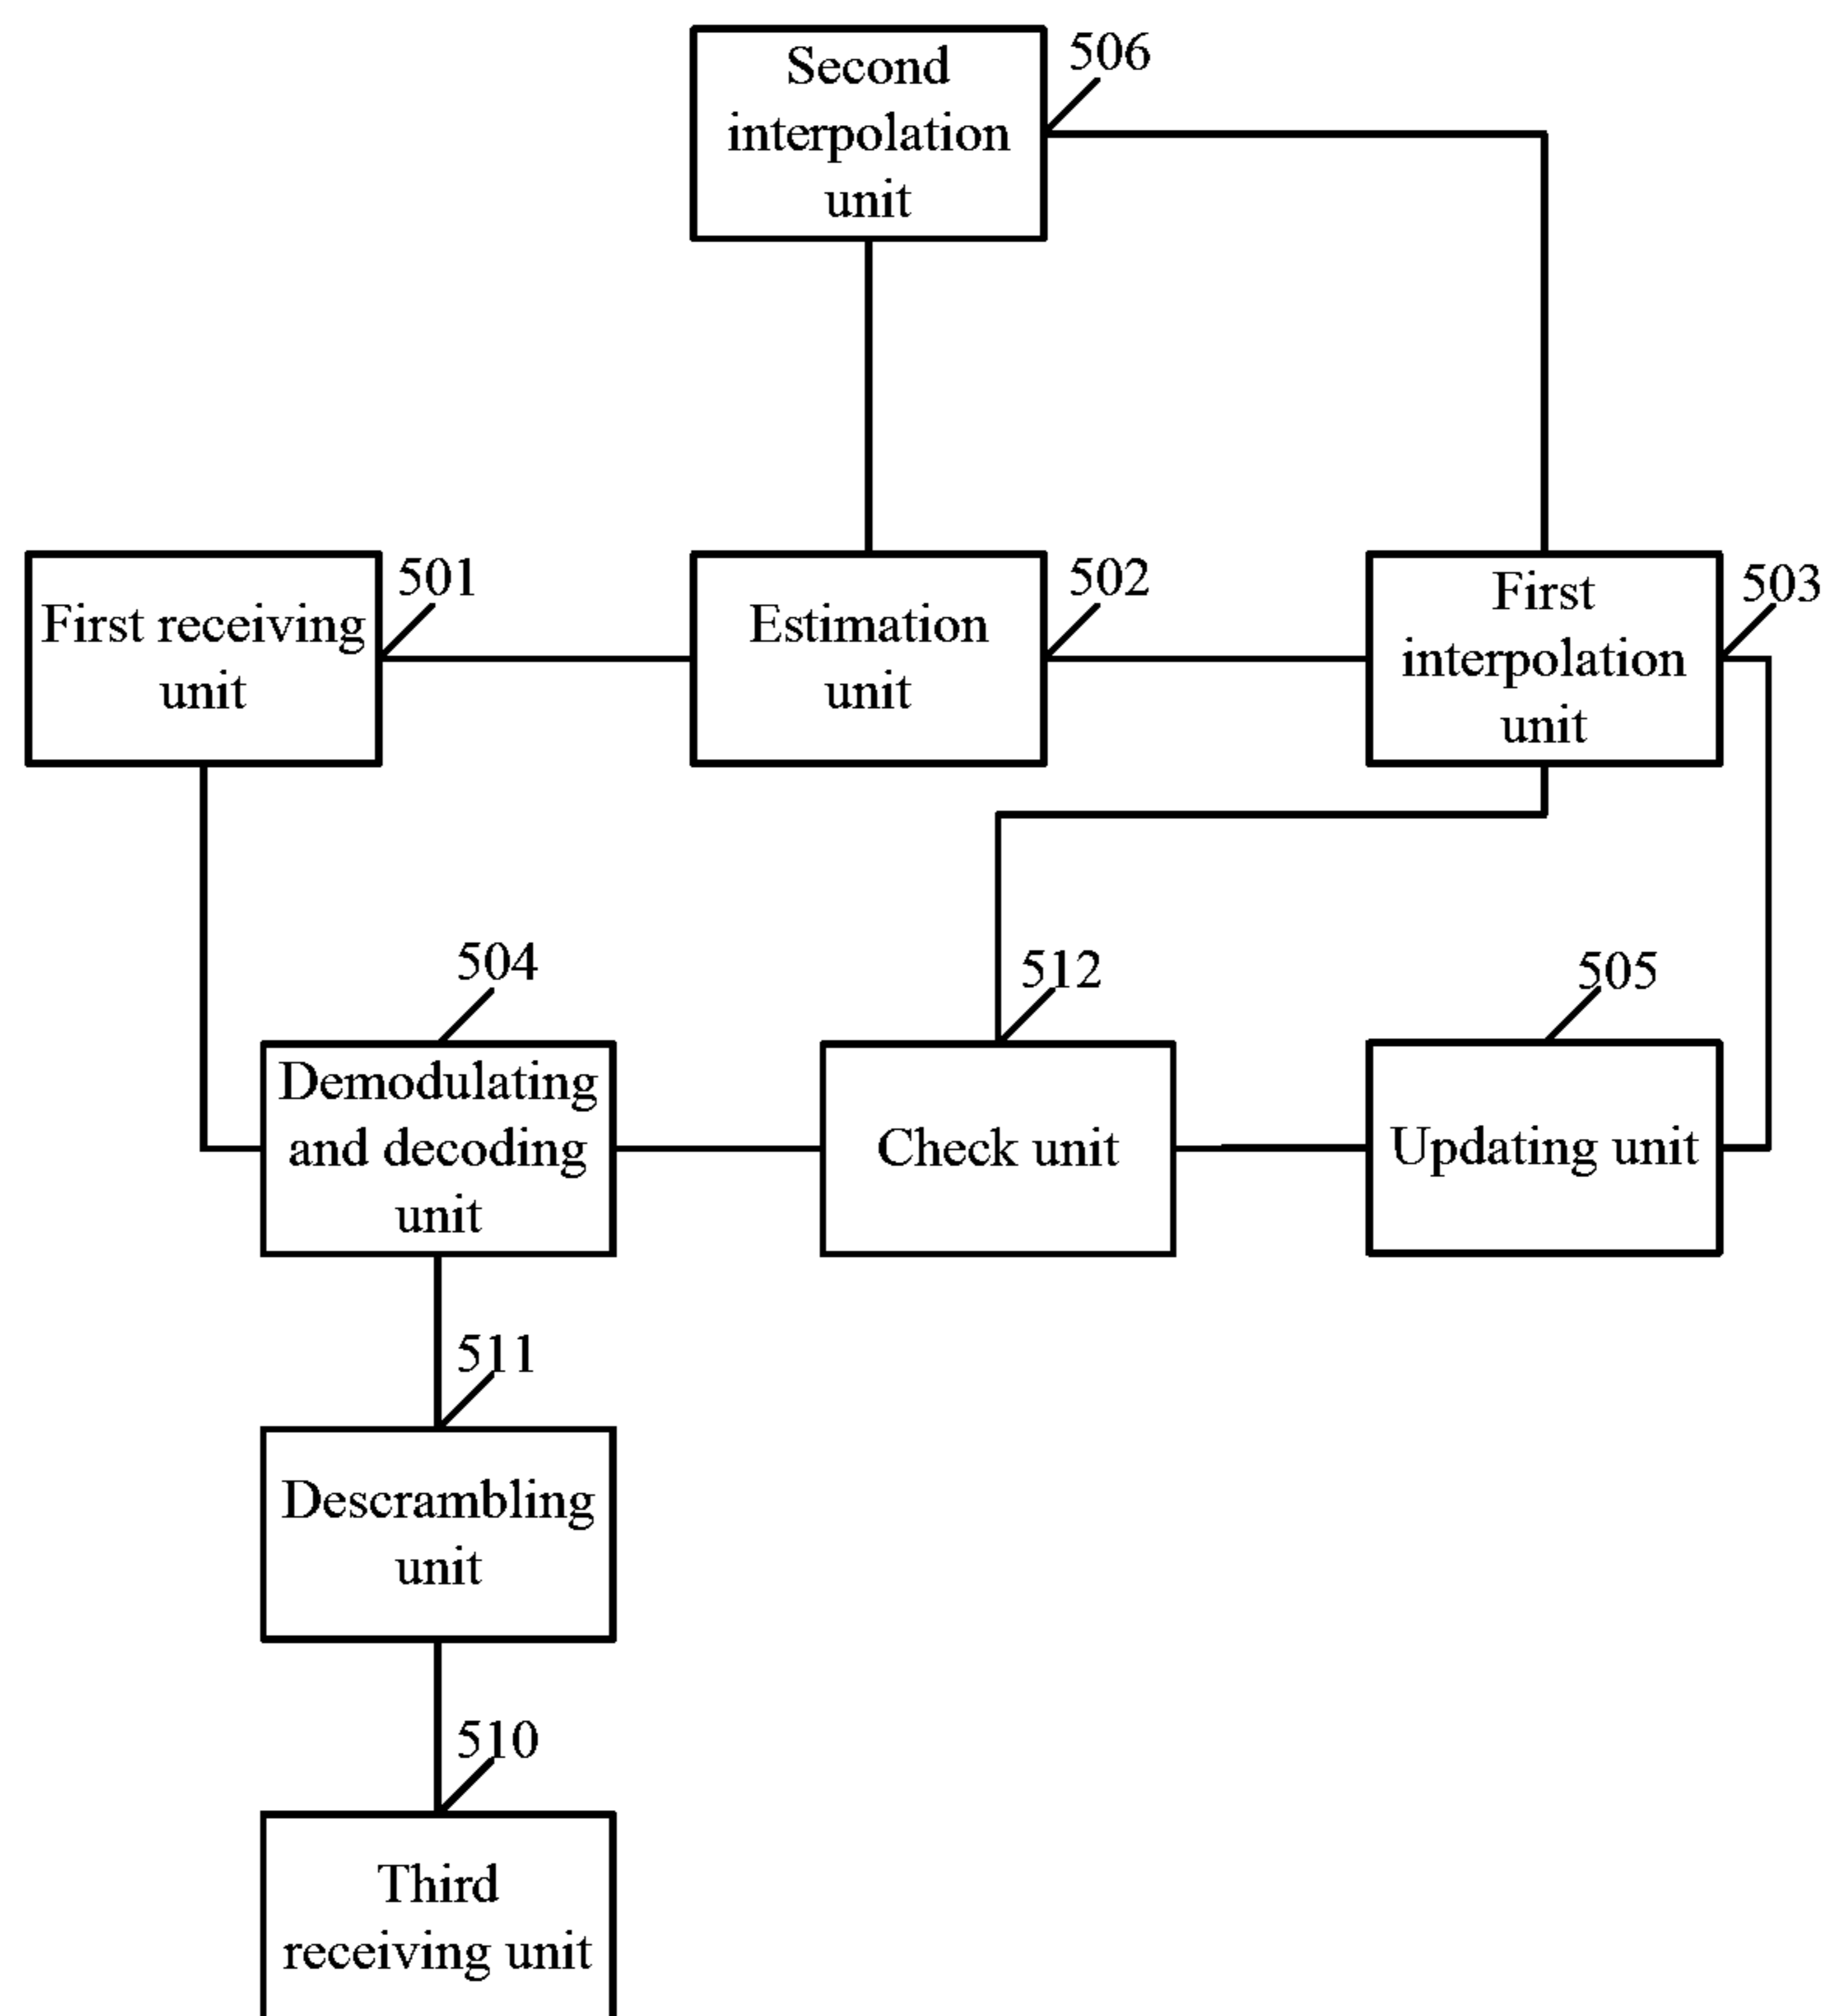 Second
interpolation
unit
506
First receiving
unit
501
Estimation
unit
502
First
interpolation
unit
503
504
Demodulating
and decoding
unit
512
Check unit
505
Updating unit
511
Descrambling
unit
510
Third
receiving unit